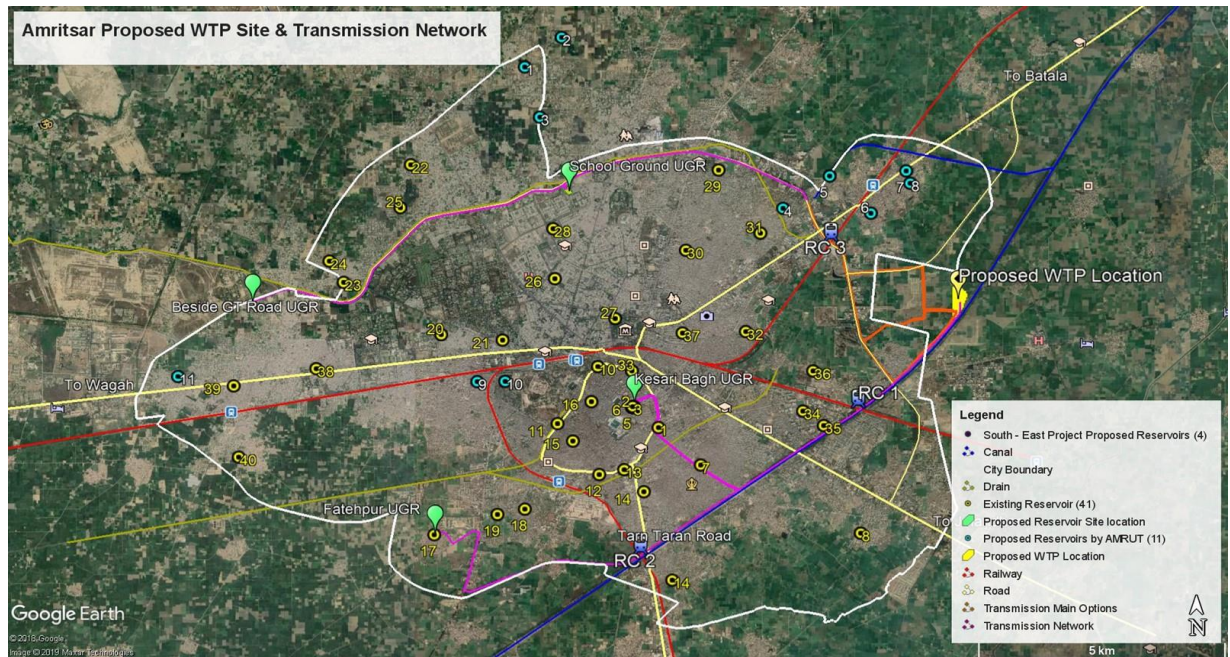 Amritsar Proposed WTP Site & Transmission Network
2
1
To Batala
3
22
School Ground UGR
29
5
7
8
25
4
6
28
31
RC 3
30
24
23
26
Proposed WTP Location
Beside GT Road UGR
27
20
21
37
32
38
10
33
36
11
To Wagah
39
9
10
Kesari Bagh UGR
RC 1
16
2
6
3
34
5
35
11
1
15
40
7
13
12
14
Fatehpur UGR
19
18
17
Tarn Taran Road
8
RC 2
14
To
Legend
South - East Project Proposed Reservoirs (4)
Canal
City Boundary
Drain
Existing Reservoir (41)
Proposed Reservoir Site location
Proposed Reservoirs by AMRUT (11)
Proposed WTP Location
Railway
Road
Transmission Main Options
Transmission Network
N
5 km
Google Earth
© 2018 Google
Image © 2019 Maxar Technologies